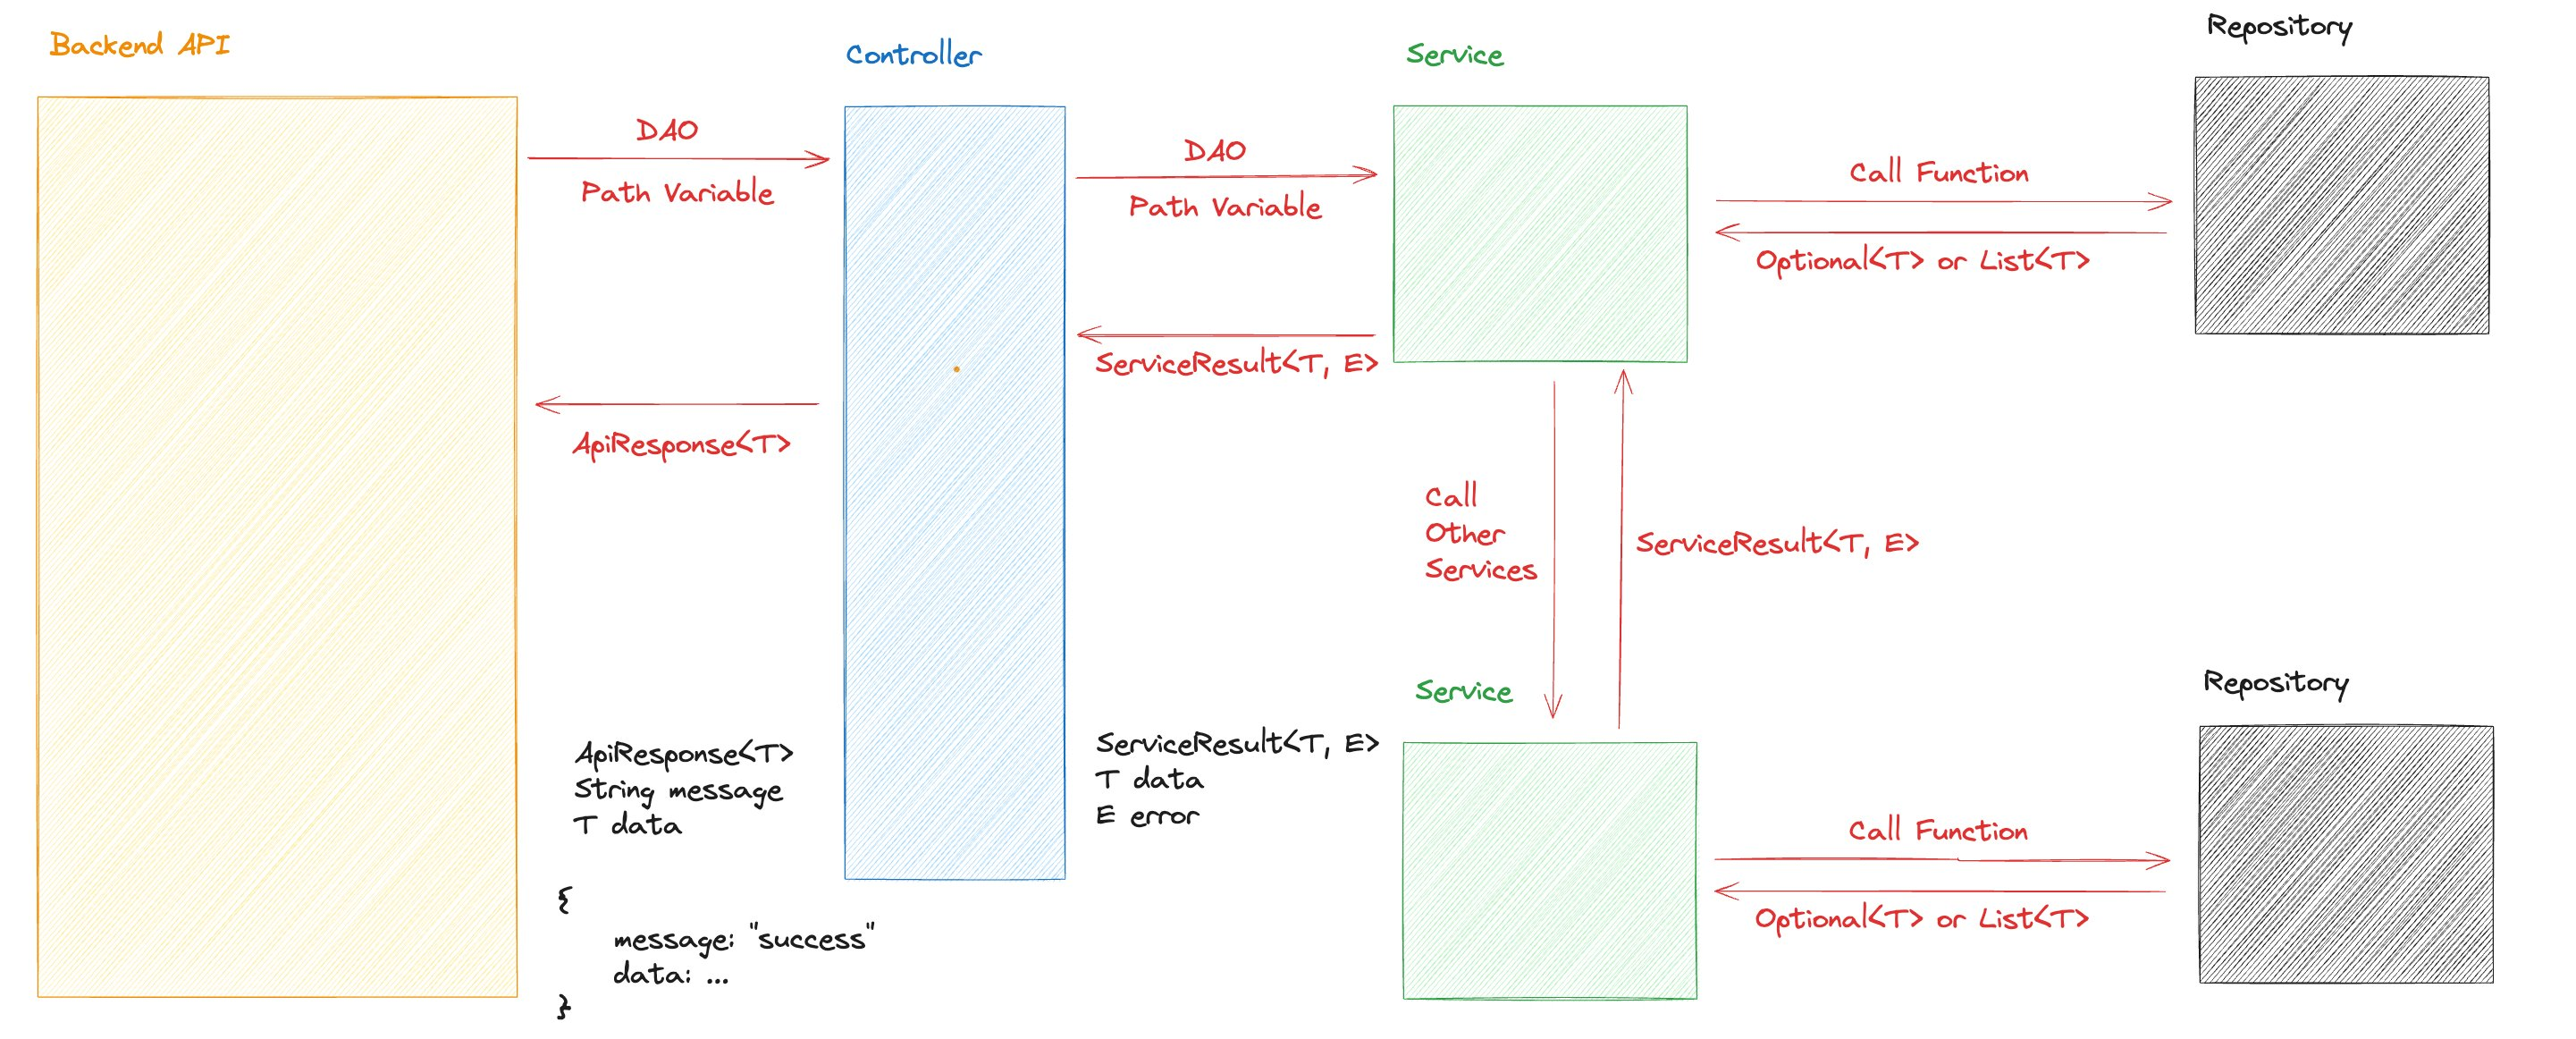 Backend API
Controller
Service
Repository
DAO
Path Variable
DAO
Path Variable
Call Function
Optional<T> or List<T>
ServiceResult<T, E>
ApiResponse<T>
Call
Other
Services
ServiceResult<T, E>
Service
Repository
ApiResponse<T>
String message
T data
{
message: "success"
data: ...
}
ServiceResult<T, E>
T data
E error
Call Function
Optional<T> or List<T>